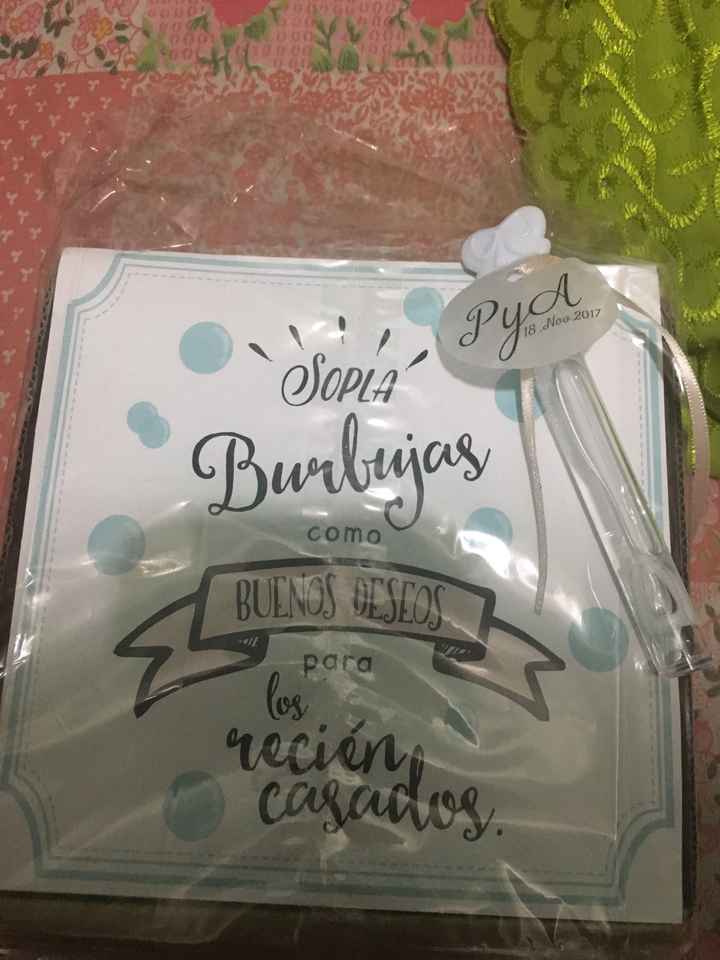 PyA
18 .Nov 2017
SOPLA
Burbujas
como
BUENOS DESEOS
para
los
recién
casados.